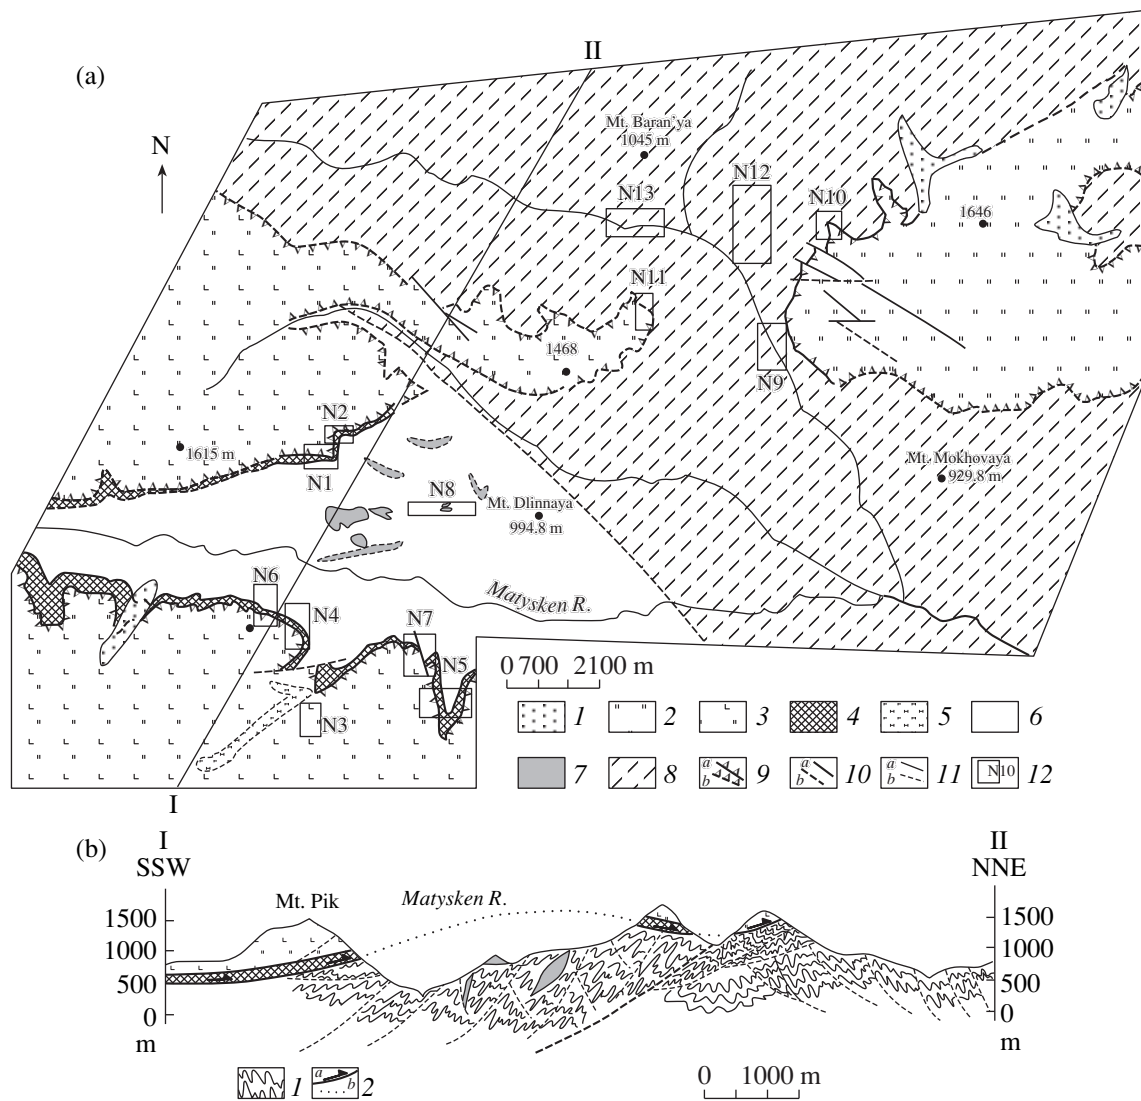 (a)
II
N
Mt. Baran'ya
1045 m
N12
N13
N10
1646
N11
1468
N9
N2
1615 m
N1
N8
Mt. Dlinnaya
994.8 m
Mt. Mokhovaya
929.8 m
Matysken R.
N6
N4
N7
N5
N3
0 700 2100 m
1 2 3 4 5 6
7 8 a b 9 a b 10 a b 11 N10 12
I
(b)
I
SSW
II
NNE
Mt. Pik
Matysken R.
1500
1000
500
0
m
1500
1000
500
0
m
1 a b 2
0 1000 m